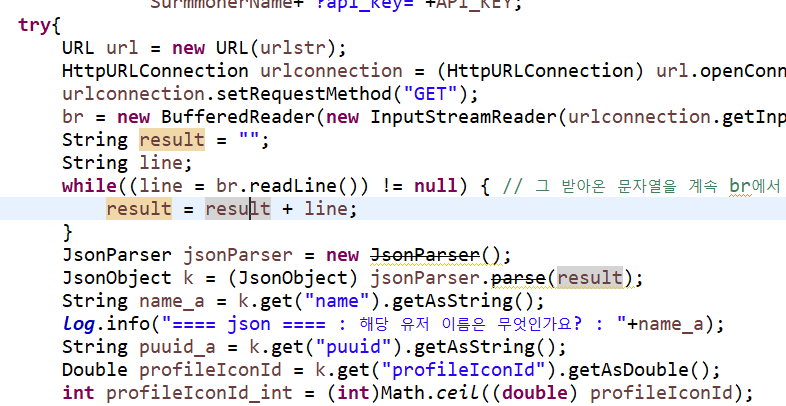 SurmmonerName+"?api_key="+API_KEY;
try{
URL url = new URL(urlstr);
HttpURLConnection urlconnection = (HttpURLConnection) url.openConn
urlconnection.setRequestMethod("GET");
br = new BufferedReader(new InputStreamReader(urlconnection.getInp
String result = "";
String line;
while((line = br.readLine()) != null) { // 그 받아온 문자열을 계속 br에서
result = result + line;
}
JsonParser jsonParser = new JsonParser();
JsonObject k = (JsonObject) jsonParser.parse(result);
String name_a = k.get("name").getAsString();
log.info("==== json ==== : 해당 유저 이름은 무엇인가요? : "+name_a);
String puuid_a = k.get("puuid").getAsString();
Double profileIconId = k.get("profileIconId").getAsDouble();
int profileIconId_int = (int)Math.ceil((double) profileIconId);